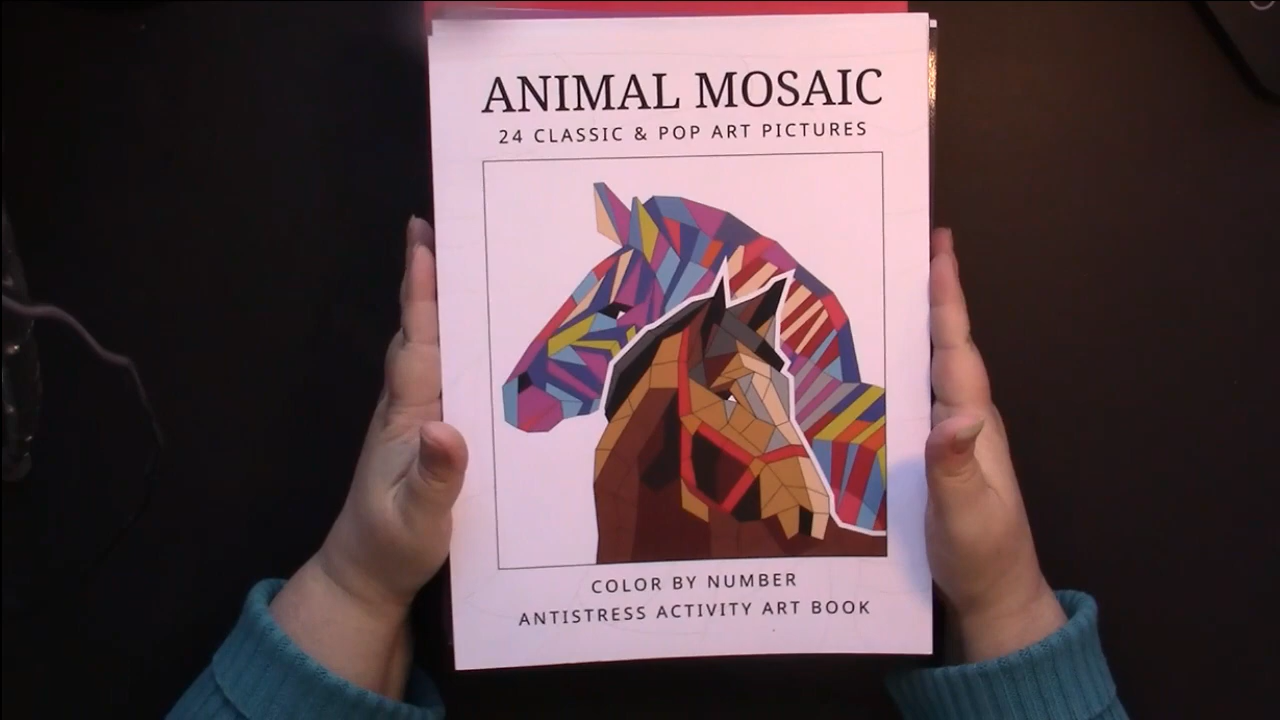 ANIMAL MOSAIC
24 CLASSIC & POP ART PICTURES
COLOR BY NUMBER
ANTISTRESS ACTIVITY ART BOOK